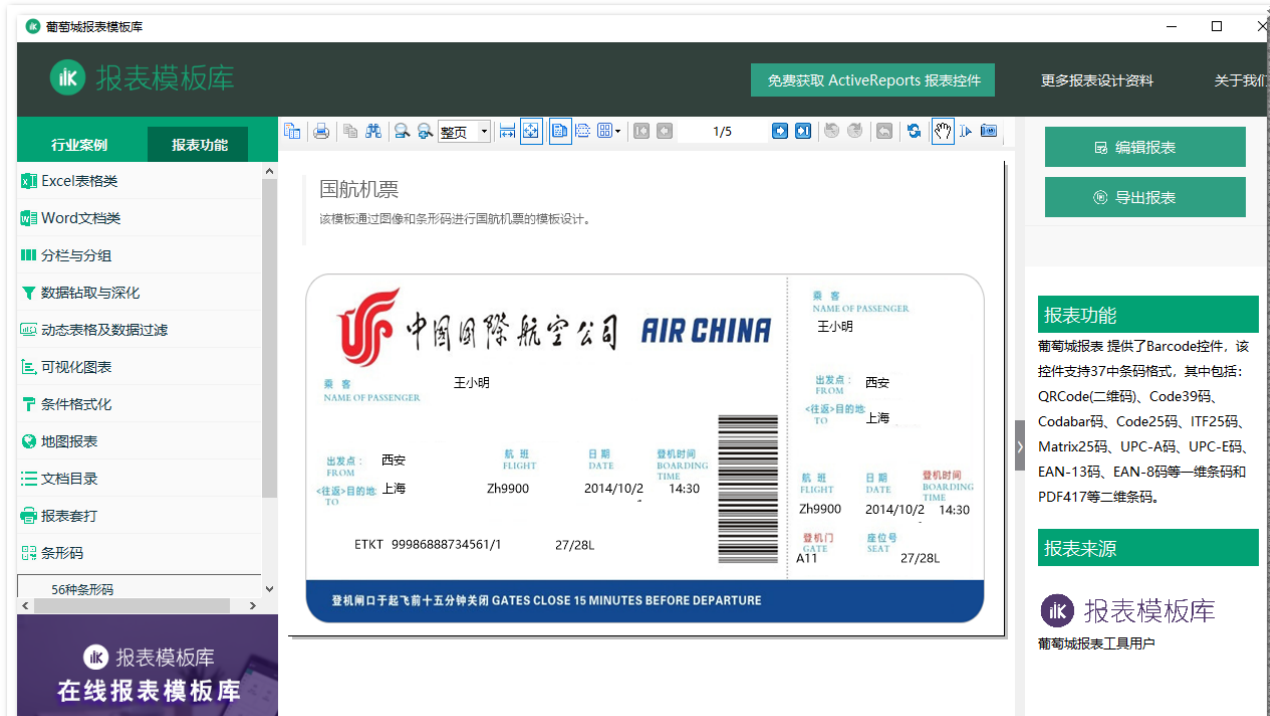 葡萄城报表模板库
报表模板库
免费获取 ActiveReports 报表控件
更多报表设计资料
关于我们
行业案例
报表功能
整页
1/5
编辑报表
导出报表
Excel表格类
Word文档类
分栏与分组
数据钻取与深化
动态表格及数据过滤
可视化图表
条件格式化
地图报表
文档目录
报表套打
条形码
56种条形码
报表模板库
在线报表模板库
国航机票
该模板通过图像和条形码进行国航机票的模板设计。
中国国际航空公司 AIR CHINA
乘 客
NAME OF PASSENGER
王小明
出发点：
FROM
西安
<往返>目的地:
TO
上海
航 班
FLIGHT
Zh9900
日 期
DATE
2014/10/2
-
登机时间
BOARDING
TIME
14:30
ETKT 99986888734561/1
27/28L
乘 客
NAME OF PASSENGER
王小明
出发点：
FROM
西安
<往返>目的地:
TO
上海
航 班
FLIGHT
Zh9900
日 期
DATE
2014/10/2
-
登机时间
BOARDING
TIME
14:30
登机门
GATE
A11
座位号
SEAT
27/28L
登机闸口于起飞前十五分钟关闭 GATES CLOSE 15 MINUTES BEFORE DEPARTURE
报表功能
葡萄城报表 提供了Barcode控件，该
控件支持37中条码格式，其中包括：
QRCode(二维码)、Code39码、
Codabar码、Code25码、ITF25码、
Matrix25码、UPC-A码、UPC-E码、
EAN-13码、EAN-8码等一维条码和
PDF417等二维条码。
报表来源
报表模板库
葡萄城报表工具用户